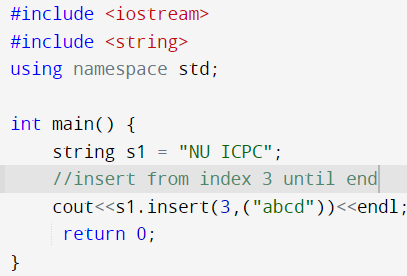 #include <iostream>
#include <string>
using namespace std;
int main() {
string s1 = "NU ICPC";
//insert from index 3 until end
cout<<s1.insert(3,("abcd"))<<endl;
return 0;
}